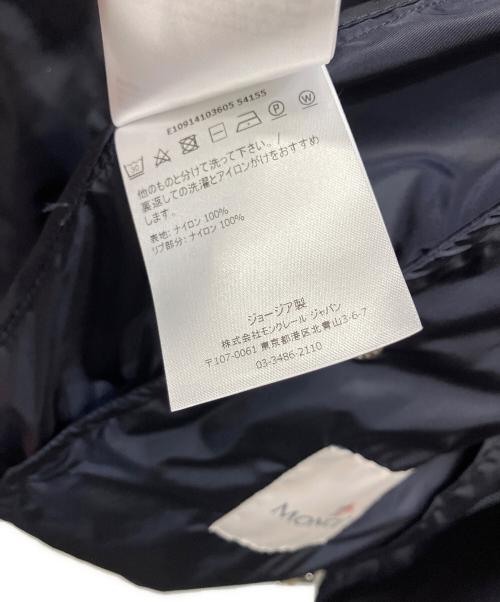 E10914103605 54155
30
P
W
他のものと分けて洗って下さい。/
裏返しての洗濯とアイロンがけをおすすめ
します。
表地: ナイロン 100%
リブ部分: ナイロン 100%
ジョージア製
株式会社モンクレール ジャパン
〒107-0061 東京都港区北青山3-6-7
03-3486-2110